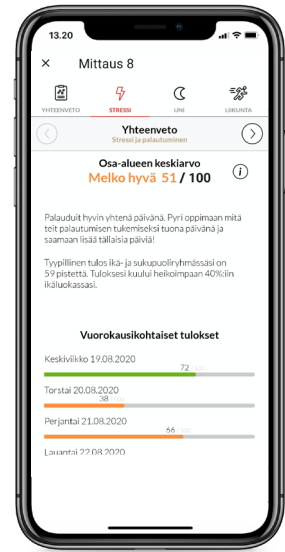 13.20
× Mittaus 8
YHTEENVETO STRESSI UNI LIIKUNTA
Yhteenveto
Stressi ja palautuminen
Osa-alueen keskiarvo
Melko hyvä 51 / 100
Palauduit hyvin yhtenä päivänä. Pyri oppimaan mitä
teit palautumisen tukemiseksi tuona päivänä ja
saamaan lisää tällaisia päiviä!
Tyypillinen tulos ikä- ja sukupuoliryhmässäsi on
59 pistettä. Tuloksesi kuului heikoimpaan 40%:iin
ikäluokassasi.
Vuorokausikohtaiset tulokset
Keskiviikko 19.08.2020
72
Torstai 20.08.2020
38
Perjantai 21.08.2020
66
Lauantai 22.08.2020